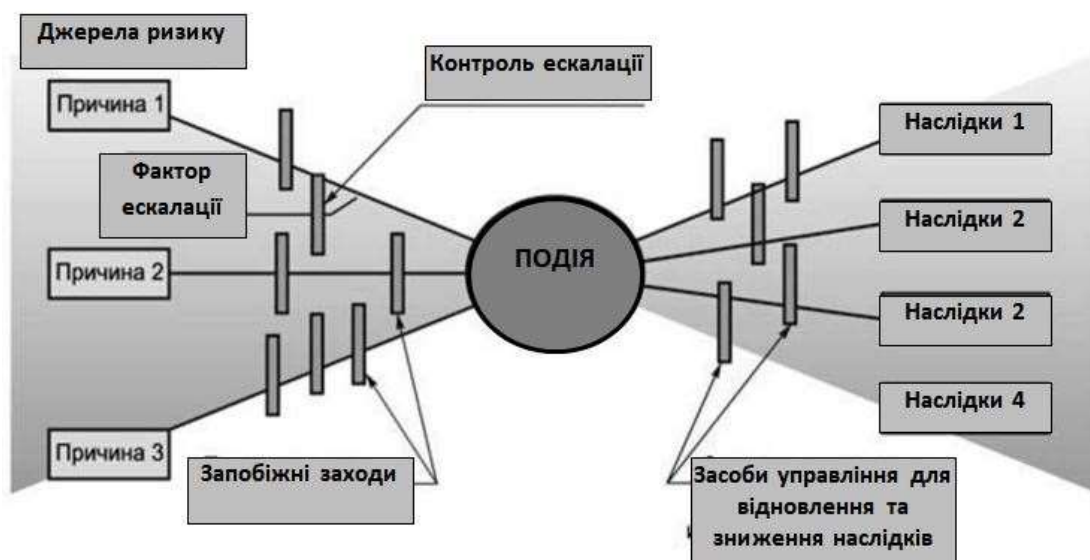 Джерела ризику
Контроль ескалації
Причина 1
Наслідки 1
Фактор
ескалації
Наслідки 2
ПОДІЯ
Причина 2
Наслідки 2
Наслідки 4
Причина 3
Запобіжні заходи
Засоби управління для
відновлення та
зниження наслідків